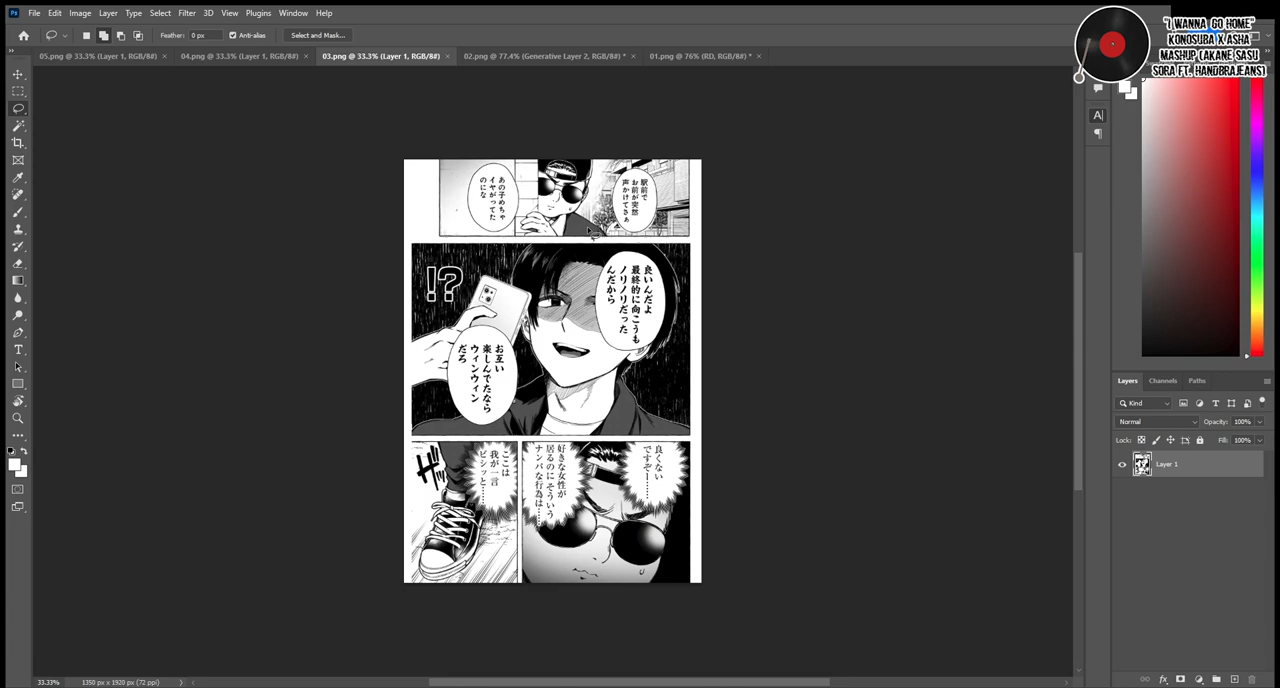 File Edit Image Layer Type Select Filter 3D View Plugins Window Help
Feather: 0 px Anti-alias Select and Mask...
05.png @ 33.3% (Layer 1, RGB/8#) × 04.png @ 33.3% (Layer 1, RGB/8#) × 03.png @ 33.3% (Layer 1, RGB/8#) × 02.png @ 77.4% (Generative Layer 2, RGB/8#) * × 01.png @ 76% (RD, RGB/8#) * ×
"I WANNA GO HOME"
KONOSUBA X ASHA
MASHUP (AKANE SASU
SORA FT. HANDBRAJEANS)
駅前で
お前が突然
声かけてさぁ
あの子めちゃ
イヤがってた
のにな
良いんだよ
最終的に向こうも
ノリノリだった
んだから
!?
お互い
楽しんでたなら
ウィンウィン
だろ
良くない
ですぞー……
好きな女性が
居るのにそういう
ナンパな行為は……
ここは
我が一言
ビシッと……
Layers Channels Paths
Kind
Normal Opacity: 100%
Lock: Fill: 100%
Layer 1
33.33% 1350 px x 1920 px (72 ppi)